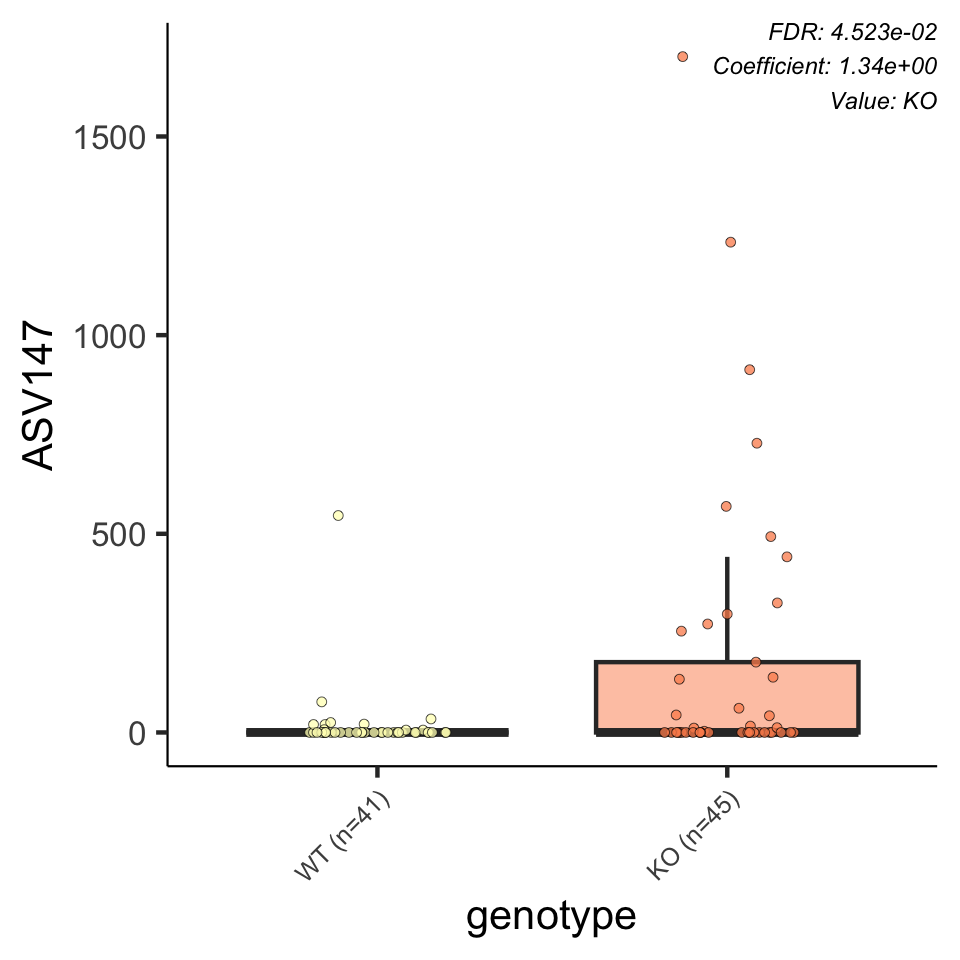 FDR: 4.523e-02
Coefficient: 1.34e+00
Value: KO
1500
1000
500
0
ASV147
WT (n=41)
KO (n=45)
genotype